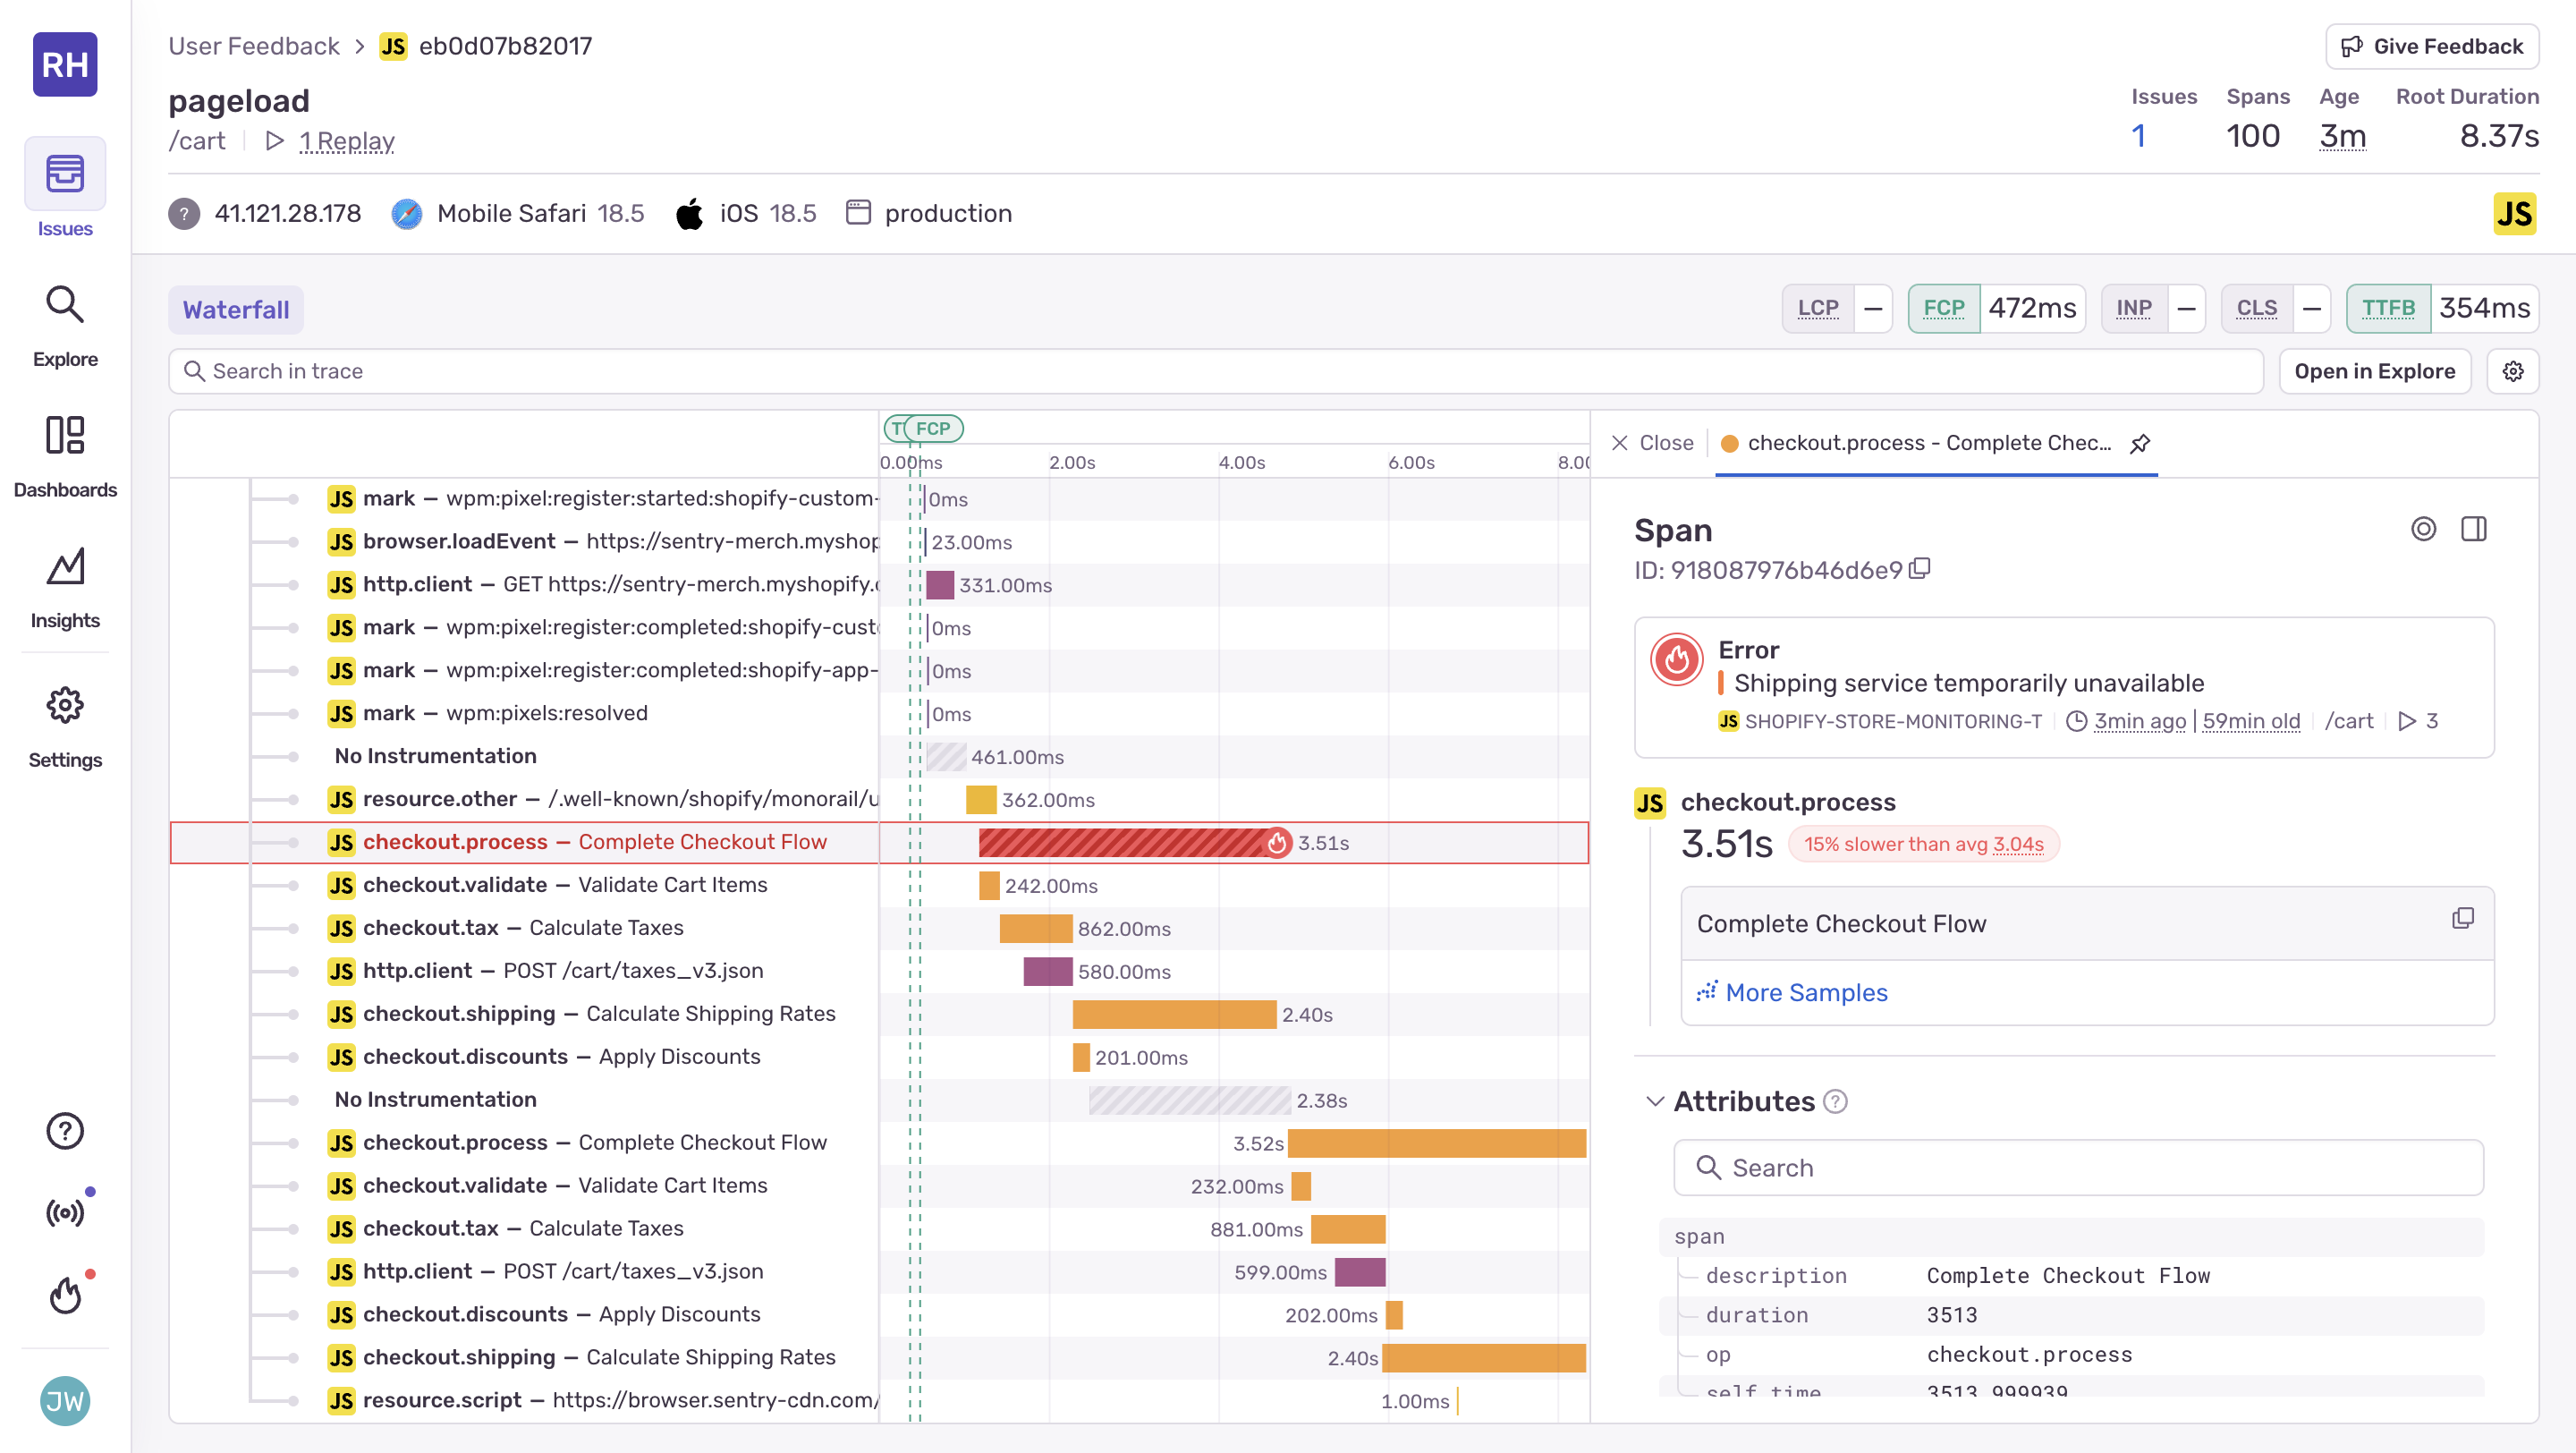 RH
Issues
Explore
Dashboards
Insights
Settings
JW
User Feedback > JS eb0d07b82017
Give Feedback
pageload
/cart 1 Replay
Issues Spans Age Root Duration
1 100 3m 8.37s
? 41.121.28.178 Mobile Safari 18.5 iOS 18.5 production
JS
Waterfall
LCP — FCP 472ms INP — CLS — TTFB 354ms
Search in trace
Open in Explore
T FCP
0.00ms 2.00s 4.00s 6.00s 8.00
JS mark — wpm:pixel:register:started:shopify-custom- 0ms
JS browser.loadEvent — https://sentry-merch.myshop 23.00ms
JS http.client — GET https://sentry-merch.myshopify.c 331.00ms
JS mark — wpm:pixel:register:completed:shopify-custo 0ms
JS mark — wpm:pixel:register:completed:shopify-app- 0ms
JS mark — wpm:pixels:resolved 0ms
No Instrumentation 461.00ms
JS resource.other — /.well-known/shopify/monorail/u 362.00ms
JS checkout.process — Complete Checkout Flow 3.51s
JS checkout.validate — Validate Cart Items 242.00ms
JS checkout.tax — Calculate Taxes 862.00ms
JS http.client — POST /cart/taxes_v3.json 580.00ms
JS checkout.shipping — Calculate Shipping Rates 2.40s
JS checkout.discounts — Apply Discounts 201.00ms
No Instrumentation 2.38s
JS checkout.process — Complete Checkout Flow 3.52s
JS checkout.validate — Validate Cart Items 232.00ms
JS checkout.tax — Calculate Taxes 881.00ms
JS http.client — POST /cart/taxes_v3.json 599.00ms
JS checkout.discounts — Apply Discounts 202.00ms
JS checkout.shipping — Calculate Shipping Rates 2.40s
JS resource.script — https://browser.sentry-cdn.com/ 1.00ms
Close checkout.process - Complete Chec...
Span
ID: 918087976b46d6e9
Error
Shipping service temporarily unavailable
JS SHOPIFY-STORE-MONITORING-T 3min ago | 59min old /cart 3
JS checkout.process
3.51s 15% slower than avg 3.04s
Complete Checkout Flow
More Samples
Attributes ?
Search
span
description Complete Checkout Flow
duration 3513
op checkout.process
self_time 3513.999939